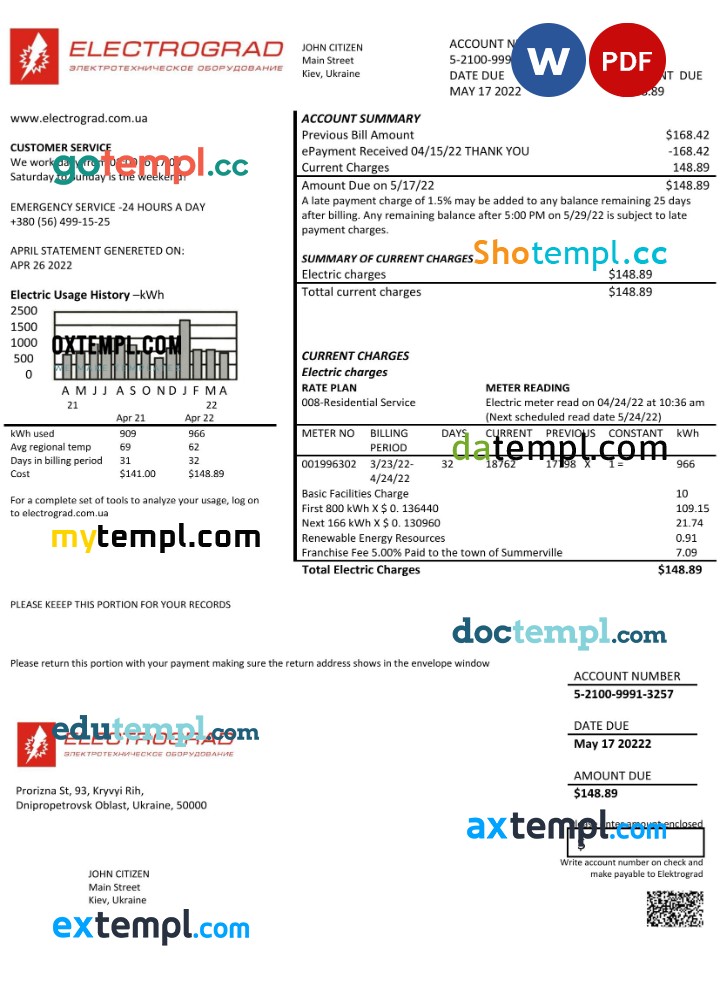 ELECTROGRAD
ЭЛЕКТРОТЕХНИЧЕСКОЕ ОБОРУДОВАНИЕ
JOHN CITIZEN
Main Street
Kiev, Ukraine
ACCOUNT
5-2100-999
DATE DUE
MAY 17 2022
DUE
W
PDF
www.electrograd.com.ua
CUSTOMER SERVICE
We work
Saturday to Sunday is the weekend!
gotempl.cc
EMERGENCY SERVICE -24 HOURS A DAY
+380 (56) 499-15-25
APRIL STATEMENT GENERETED ON:
APR 26 2022
Electric Usage History –kWh
2500
1500
1000
500
0
OXTEMPL.COM
A M J J A S O N D J F M A
21 22
Apr 21 Apr 22
kWh used 909 966
Avg regional temp 69 62
Days in billing period 31 32
Cost $141.00 $148.89
For a complete set of tools to analyze your usage, log on
to electrograd.com.ua
mytempl.com
ACCOUNT SUMMARY
Previous Bill Amount $168.42
ePayment Received 04/15/22 THANK YOU -168.42
Current Charges 148.89
Amount Due on 5/17/22 $148.89
A late payment charge of 1.5% may be added to any balance remaining 25 days
after billing. Any remaining balance after 5:00 PM on 5/29/22 is subject to late
payment charges.
Shotempl.cc
SUMMARY OF CURRENT CHARGES
Electric charges $148.89
Tottal current charges $148.89
CURRENT CHARGES
Electric charges
RATE PLAN METER READING
008-Residential Service Electric meter read on 04/24/22 at 10:36 am
(Next scheduled read date 5/24/22)
METER NO BILLING PERIOD DAYS CURRENT PREVIOUS CONSTANT kWh
datempl.com
001996302 3/23/22- 32 18762 17798 X 1 = 966
4/24/22
Basic Facilities Charge 10
First 800 kWh X $ 0. 136440 109.15
Next 166 kWh X $ 0. 130960 21.74
Renewable Energy Resources 0.91
Franchise Fee 5.00% Paid to the town of Summerville 7.09
Total Electric Charges $148.89
PLEASE KEEEP THIS PORTION FOR YOUR RECORDS
doctempl.com
Please return this portion with your payment making sure the return address shows in the envelope window
ACCOUNT NUMBER
5-2100-9991-3257
DATE DUE
May 17 20222
AMOUNT DUE
$148.89
Please enter amount enclosed
$
Write account number on check and
make payable to Elektrograd
axtempl.com
edutempl.com
ELECTROGRAD
ЭЛЕКТРОТЕХНИЧЕСКОЕ ОБОРУДОВАНИЕ
Prorizna St, 93, Kryvyi Rih,
Dnipropetrovsk Oblast, Ukraine, 50000
JOHN CITIZEN
Main Street
Kiev, Ukraine
extempl.com